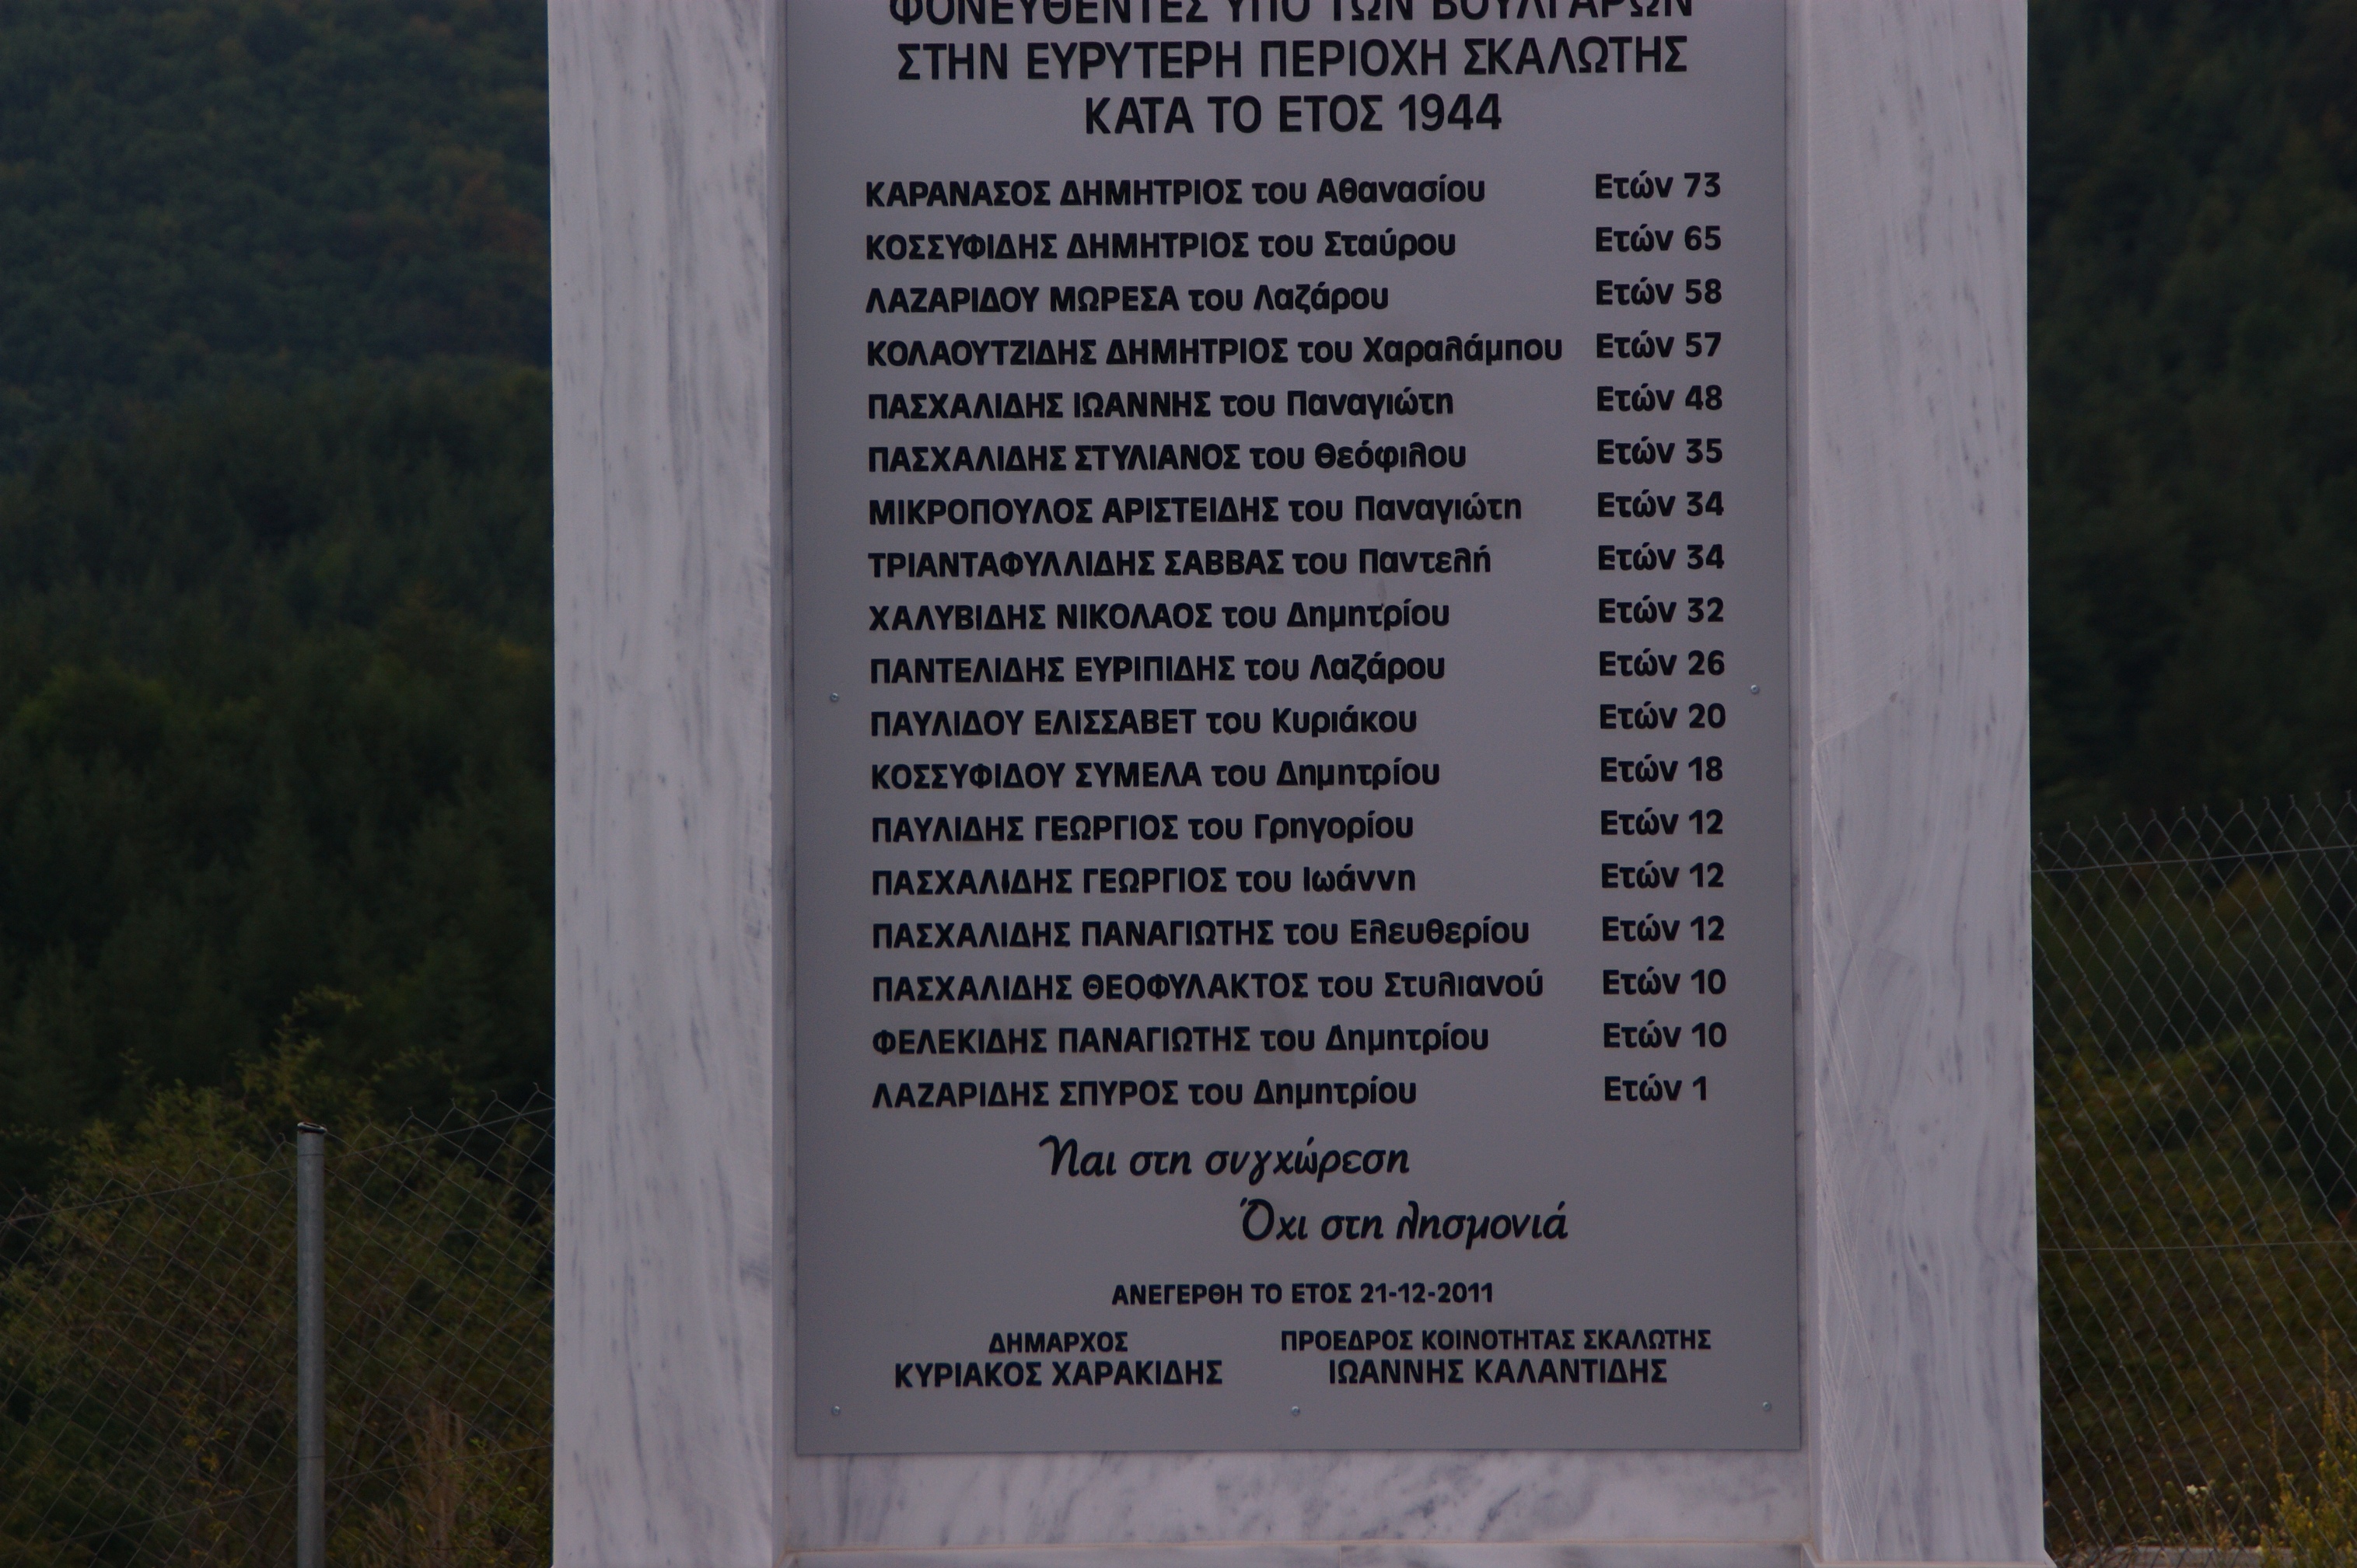 ΦΟΝΕΥΘΕΝΤΕΣ ΥΠΟ ΤΩΝ ΒΟΥΛΓΑΡΩΝ
ΣΤΗΝ ΕΥΡΥΤΕΡΗ ΠΕΡΙΟΧΗ ΣΚΑΛΩΤΗΣ
ΚΑΤΑ ΤΟ ΕΤΟΣ 1944
ΚΑΡΑΝΑΣΟΣ ΔΗΜΗΤΡΙΟΣ του Αθανασίου Ετών 73
ΚΟΣΣΥΦΙΔΗΣ ΔΗΜΗΤΡΙΟΣ του Σταύρου Ετών 65
ΛΑΖΑΡΙΔΟΥ ΜΩΡΕΣΑ του Λαζάρου Ετών 58
ΚΟΛΑΟΥΤΖΙΔΗΣ ΔΗΜΗΤΡΙΟΣ του Χαραλάμπου Ετών 57
ΠΑΣΧΑΛΙΔΗΣ ΙΩΑΝΝΗΣ του Παναγιώτη Ετών 48
ΠΑΣΧΑΛΙΔΗΣ ΣΤΥΛΙΑΝΟΣ του Θεόφιλου Ετών 35
ΜΙΚΡΟΠΟΥΛΟΣ ΑΡΙΣΤΕΙΔΗΣ του Παναγιώτη Ετών 34
ΤΡΙΑΝΤΑΦΥΛΛΙΔΗΣ ΣΑΒΒΑΣ του Παντελή Ετών 34
ΧΑΛΥΒΙΔΗΣ ΝΙΚΟΛΑΟΣ του Δημητρίου Ετών 32
ΠΑΝΤΕΛΙΔΗΣ ΕΥΡΙΠΙΔΗΣ του Λαζάρου Ετών 26
ΠΑΥΛΙΔΟΥ ΕΛΙΣΣΑΒΕΤ του Κυριάκου Ετών 20
ΚΟΣΣΥΦΙΔΟΥ ΣΥΜΕΛΑ του Δημητρίου Ετών 18
ΠΑΥΛΙΔΗΣ ΓΕΩΡΓΙΟΣ του Γρηγορίου Ετών 12
ΠΑΣΧΑΛΙΔΗΣ ΓΕΩΡΓΙΟΣ του Ιωάννη Ετών 12
ΠΑΣΧΑΛΙΔΗΣ ΠΑΝΑΓΙΩΤΗΣ του Ελευθερίου Ετών 12
ΠΑΣΧΑΛΙΔΗΣ ΘΕΟΦΥΛΑΚΤΟΣ του Στυλιανού Ετών 10
ΦΕΛΕΚΙΔΗΣ ΠΑΝΑΓΙΩΤΗΣ του Δημητρίου Ετών 10
ΛΑΖΑΡΙΔΗΣ ΣΠΥΡΟΣ του Δημητρίου Ετών 1
Ναι στη συγχώρεση
Όχι στη λησμονιά
ΑΝΕΓΕΡΘΗ ΤΟ ΕΤΟΣ 21-12-2011
ΔΗΜΑΡΧΟΣ
ΚΥΡΙΑΚΟΣ ΧΑΡΑΚΙΔΗΣ
ΠΡΟΕΔΡΟΣ ΚΟΙΝΟΤΗΤΑΣ ΣΚΑΛΩΤΗΣ
ΙΩΑΝΝΗΣ ΚΑΛΑΝΤΙΔΗΣ